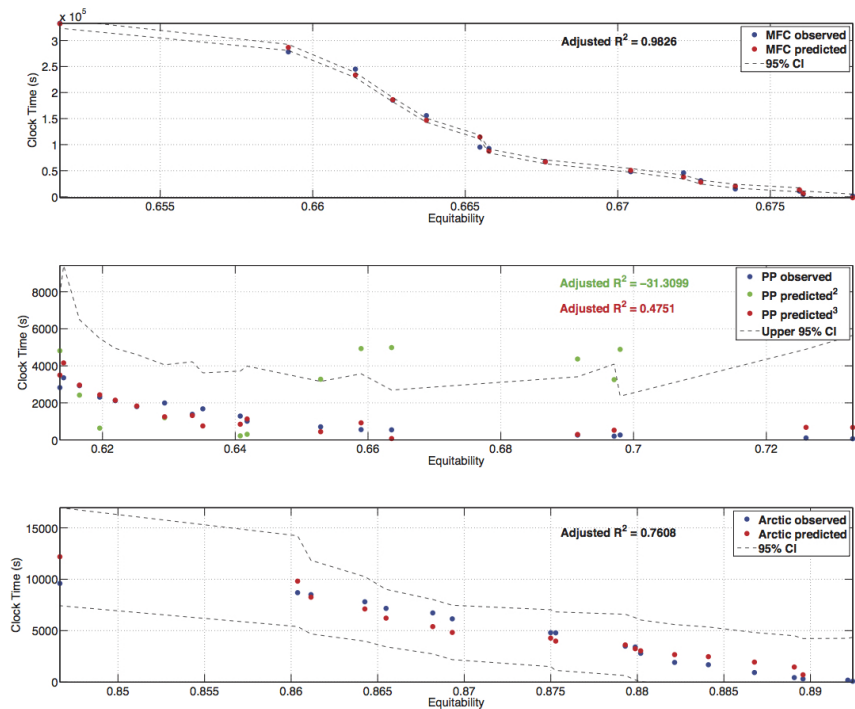 x 10^5
Adjusted R^2 = 0.9826
MFC observed
MFC predicted
95% CI
Clock Time (s)
3
2.5
2
1.5
1
0.5
0
0.655
0.66
0.665
0.67
0.675
Equitability
Adjusted R^2 = −31.3099
Adjusted R^2 = 0.4751
PP observed
PP predicted^2
PP predicted^3
Upper 95% CI
Clock Time (s)
8000
6000
4000
2000
0
0.62
0.64
0.66
0.68
0.7
0.72
Equitability
Adjusted R^2 = 0.7608
Arctic observed
Arctic predicted
95% CI
Clock Time (s)
15000
10000
5000
0
0.85
0.855
0.86
0.865
0.87
0.875
0.88
0.885
0.89
Equitability